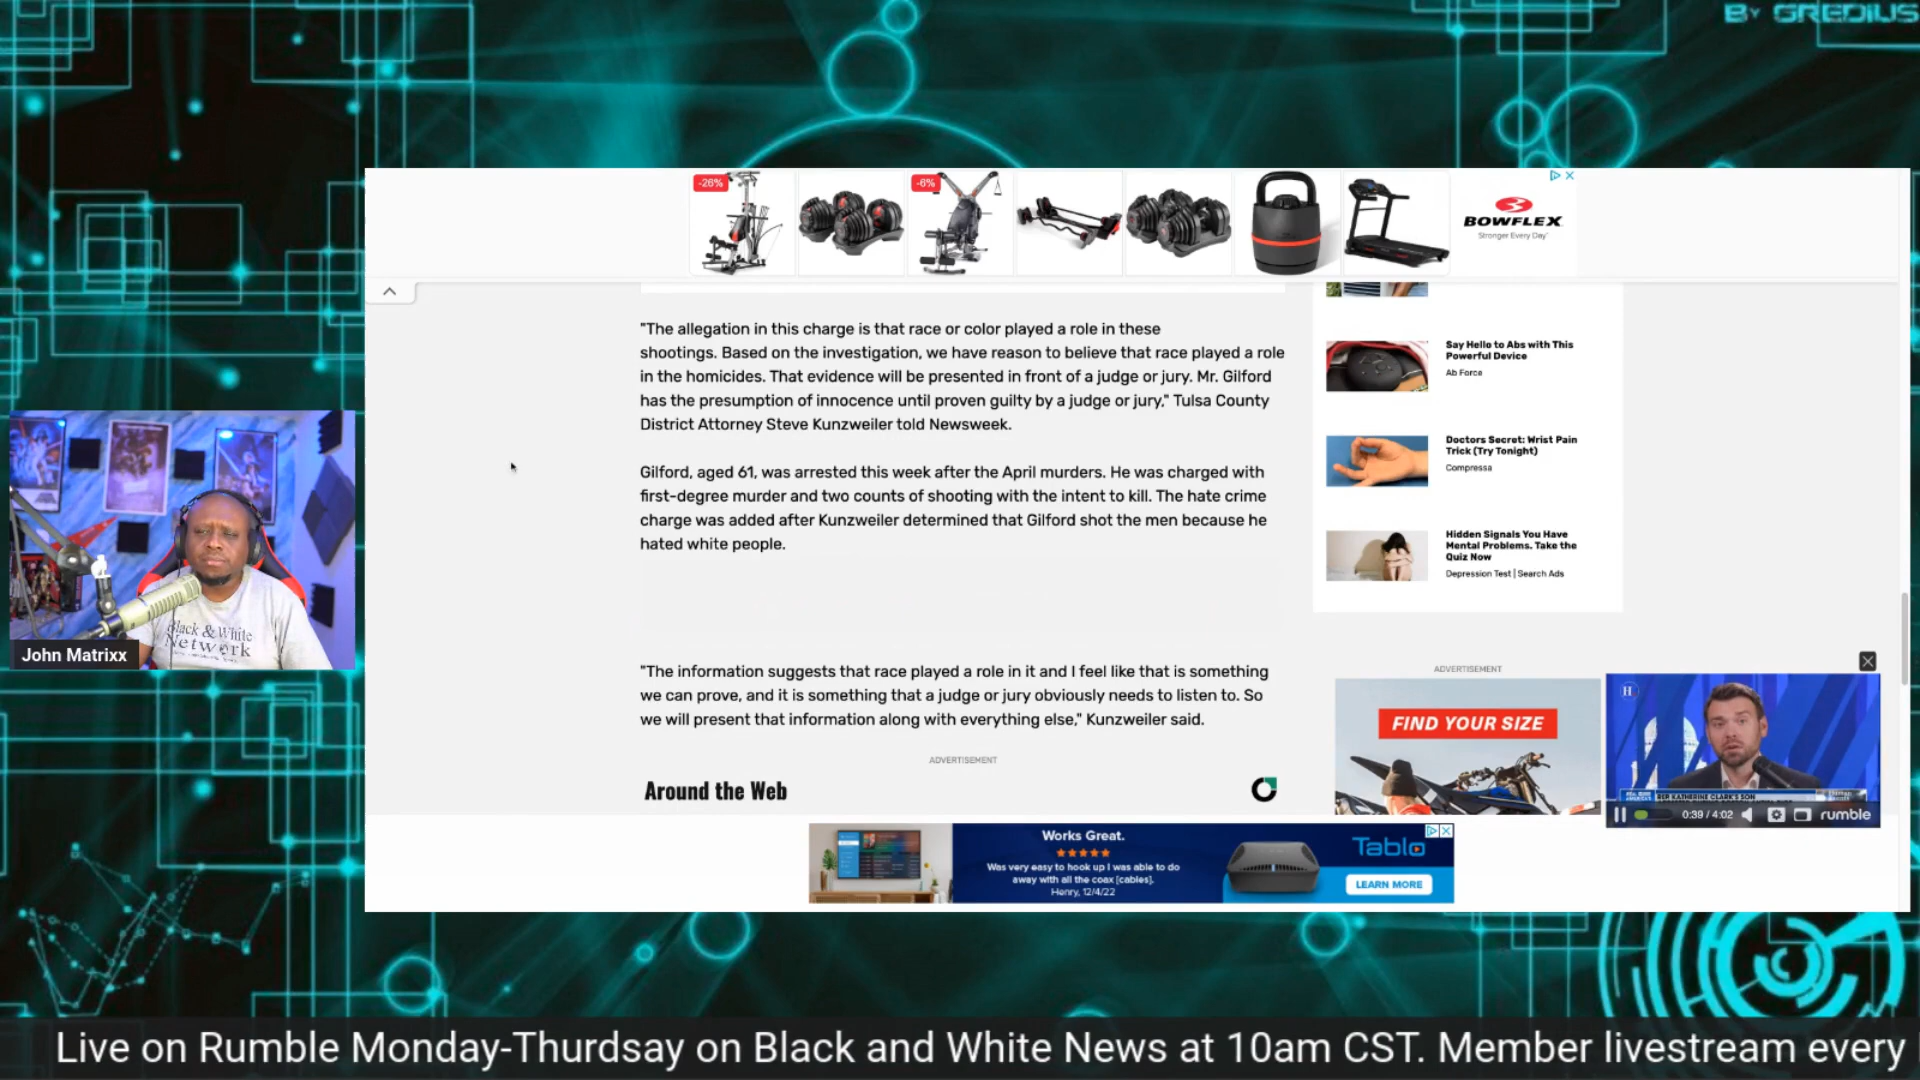 BY GREDIUS
-26%
-6%
BOWFLEX
Stronger Every Day
"The allegation in this charge is that race or color played a role in these
shootings. Based on the investigation, we have reason to believe that race played a role
in the homicides. That evidence will be presented in front of a judge or jury. Mr. Gilford
has the presumption of innocence until proven guilty by a judge or jury," Tulsa County
District Attorney Steve Kunzweiler told Newsweek.
Gilford, aged 61, was arrested this week after the April murders. He was charged with
first-degree murder and two counts of shooting with the intent to kill. The hate crime
charge was added after Kunzweiler determined that Gilford shot the men because he
hated white people.
"The information suggests that race played a role in it and I feel like that is something
we can prove, and it is something that a judge or jury obviously needs to listen to. So
we will present that information along with everything else," Kunzweiler said.
ADVERTISEMENT
Around the Web
Say Hello to Abs with This
Powerful Device
Ab Force
Doctors Secret: Wrist Pain
Trick (Try Tonight)
Compressa
Hidden Signals You Have
Mental Problems. Take the
Quiz Now
Depression Test | Search Ads
ADVERTISEMENT
FIND YOUR SIZE
H
KATHERINE CLARK'S SON
0:39 / 4:02
rumble
Works Great.
Was very easy to hook up I was able to do
away with all the coax [cables].
Henry, 12/4/22
Tablo
LEARN MORE
Black & White
Network
John Matrixx
Live on Rumble Monday-Thurdsay on Black and White News at 10am CST. Member livestream every